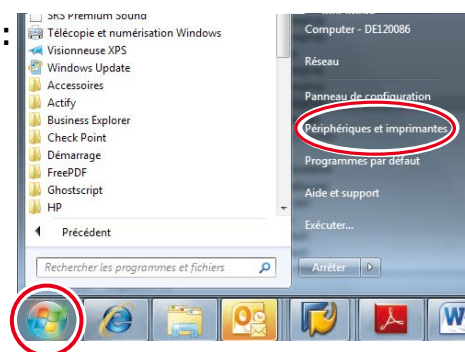 :
SRS Premium Sound
Télécopie et numérisation Windows
Visionneuse XPS
Windows Update
Accessoires
Actify
Business Explorer
Check Point
Démarrage
FreePDF
Ghostscript
HP
Précédent
Rechercher les programmes et fichiers
Computer - DE120086
Réseau
Panneau de configuration
Périphériques et imprimantes
Programmes par défaut
Aide et support
Exécuter...
Arrêter
W